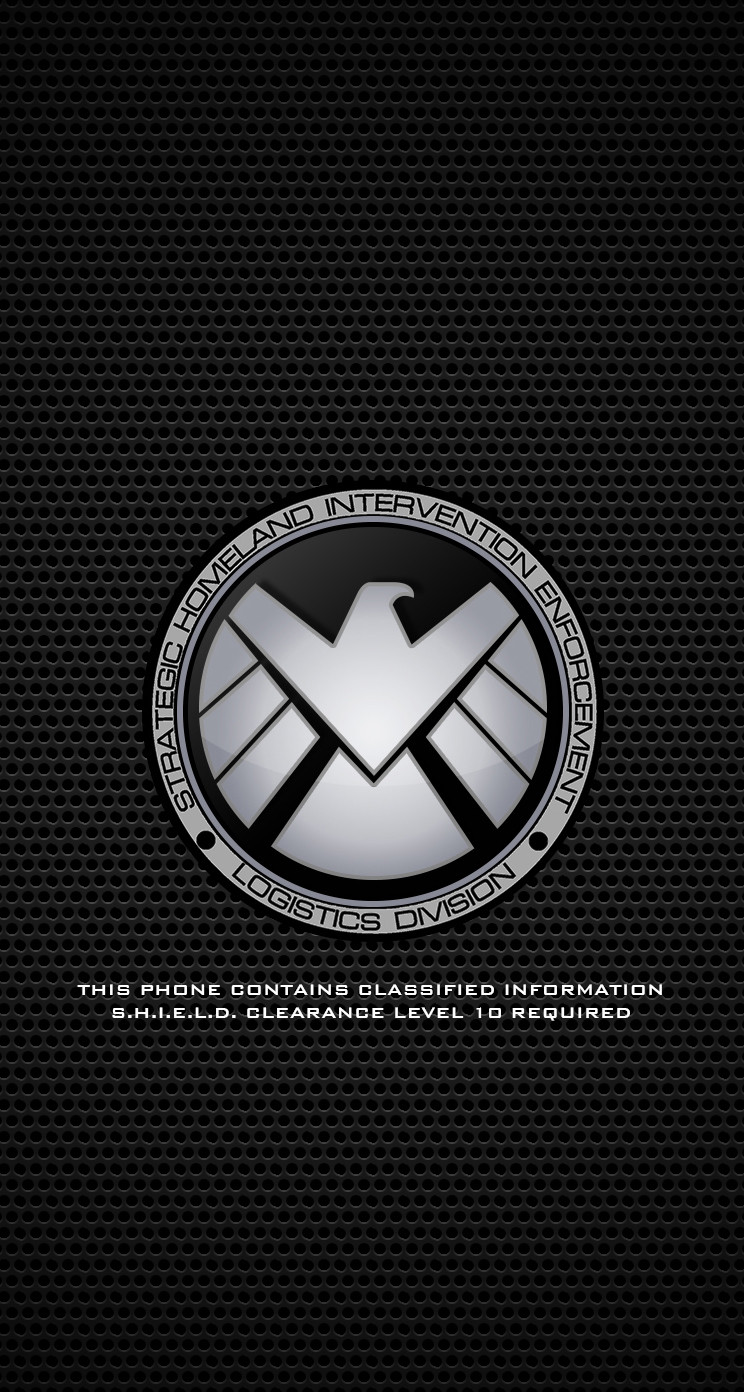 STRATEGIC HOMELAND INTERVENTION ENFORCEMENT
LOGISTICS DIVISION
THIS PHONE CONTAINS CLASSIFIED INFORMATION
S.H.I.E.L.D. CLEARANCE LEVEL 10 REQUIRED